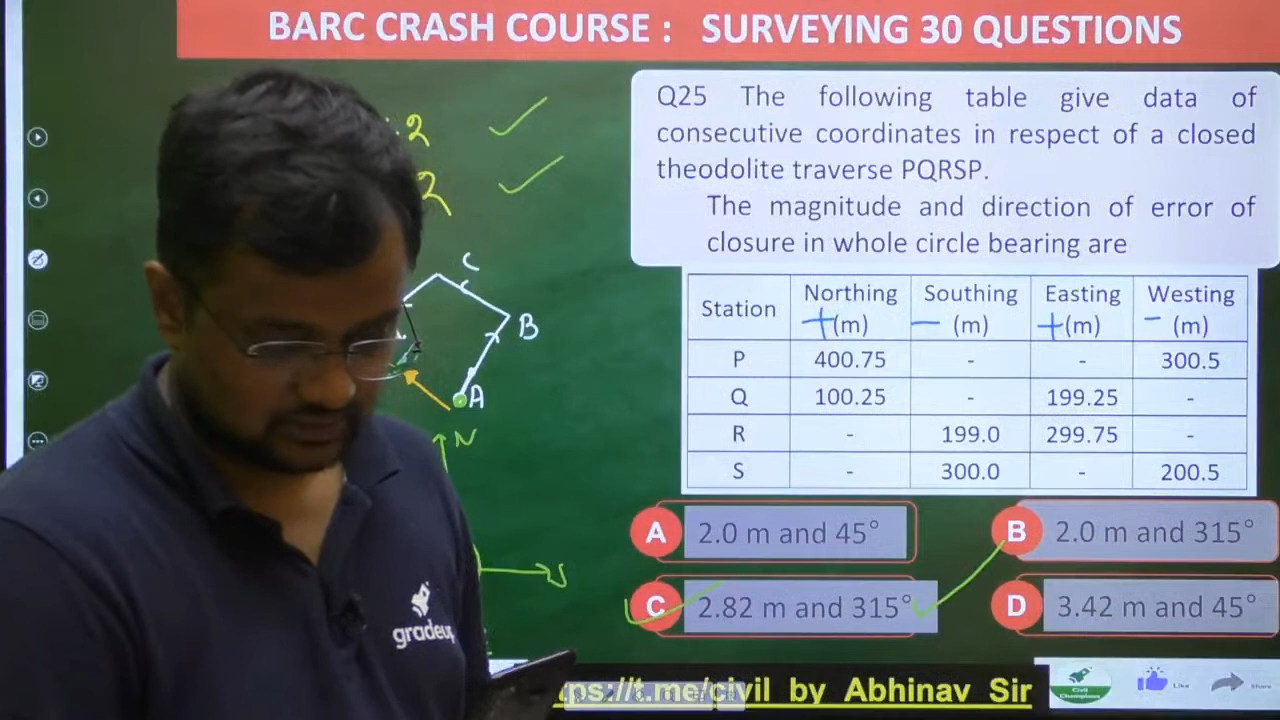 BARC CRASH COURSE : SURVEYING 30 QUESTIONS
Q25 The following table give data of
consecutive coordinates in respect of a closed
theodolite traverse PQRSP.
The magnitude and direction of error of
closure in whole circle bearing are
Station Northing + (m) Southing - (m) Easting + (m) Westing - (m)
P 400.75 - - 300.5
Q 100.25 - 199.25 -
R - 199.0 299.75 -
S - 300.0 - 200.5
A 2.0 m and 45°
B 2.0 m and 315°
C 2.82 m and 315°
D 3.42 m and 45°
2
2
C
B
A
N
gradeup
by Abhinav Sir
Civil
Champions
Like
Share